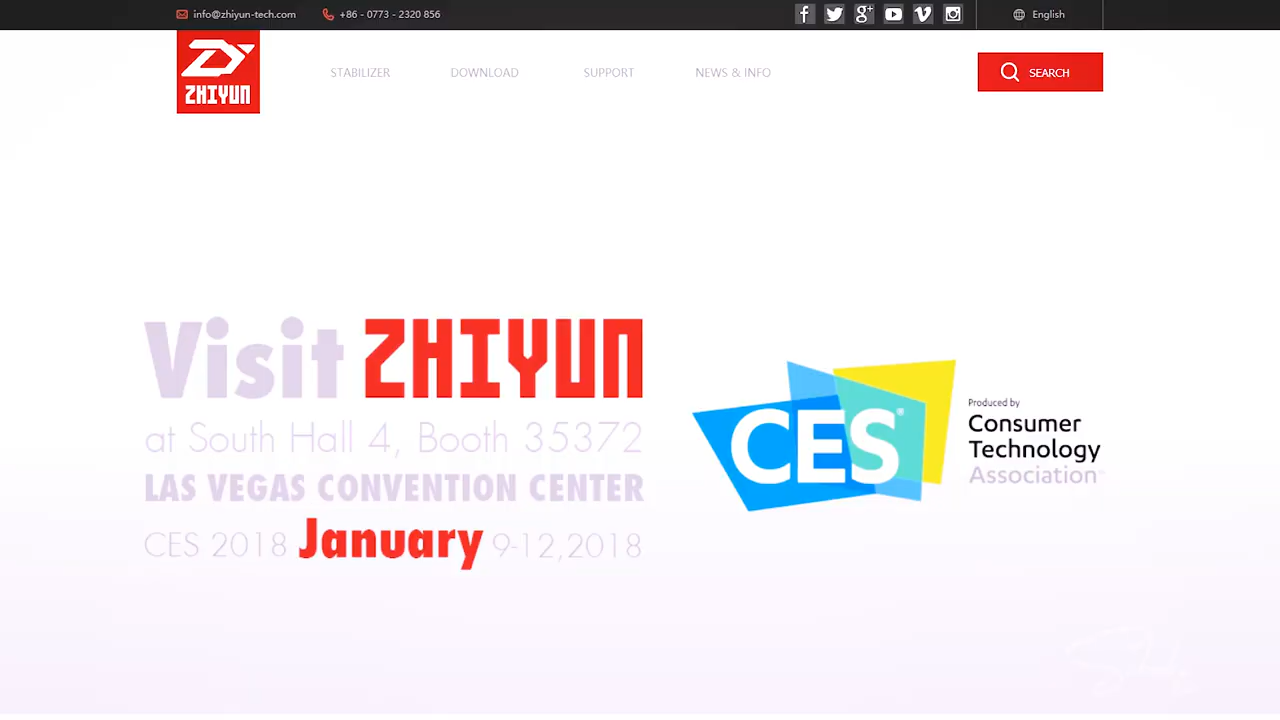 info@zhiyun-tech.com +86 - 0773 - 2320 856 English
ZHIYUN
STABILIZER DOWNLOAD SUPPORT NEWS & INFO SEARCH
Visit ZHIYUN
at South Hall 4, Booth 35372
LAS VEGAS CONVENTION CENTER
CES 2018 January 9-12,2018
CES®
Produced by
Consumer
Technology
Association™